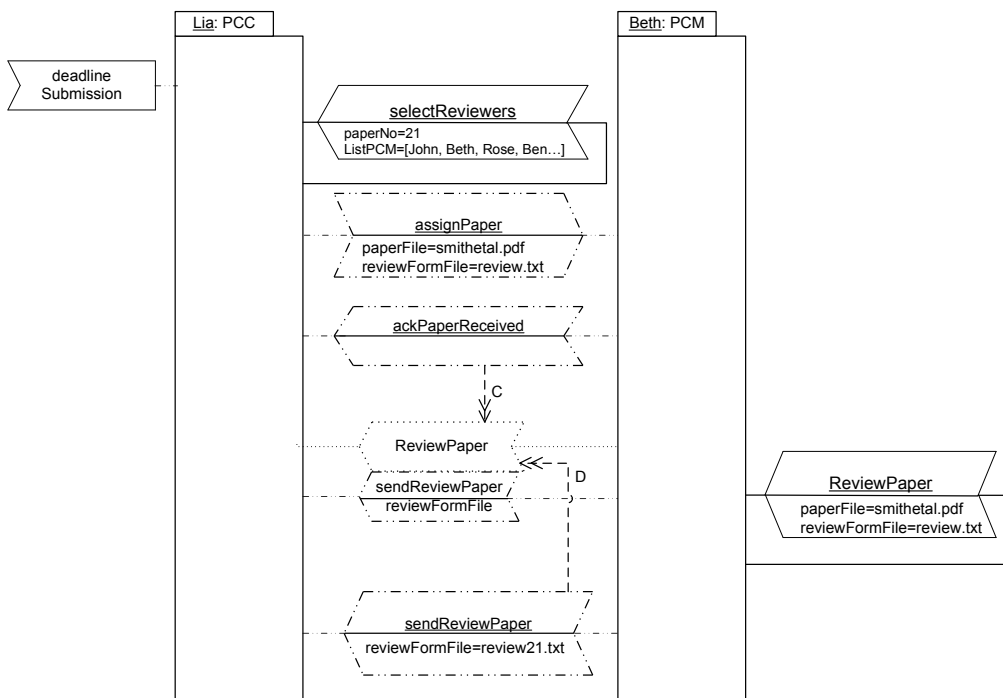 Lia: PCC
Beth: PCM
deadline
Submission
selectReviewers
paperNo=21
ListPCM=[John, Beth, Rose, Ben…]
assignPaper
paperFile=smithetal.pdf
reviewFormFile=review.txt
ackPaperReceived
C
ReviewPaper
D
sendReviewPaper
reviewFormFile
ReviewPaper
paperFile=smithetal.pdf
reviewFormFile=review.txt
sendReviewPaper
reviewFormFile=review21.txt